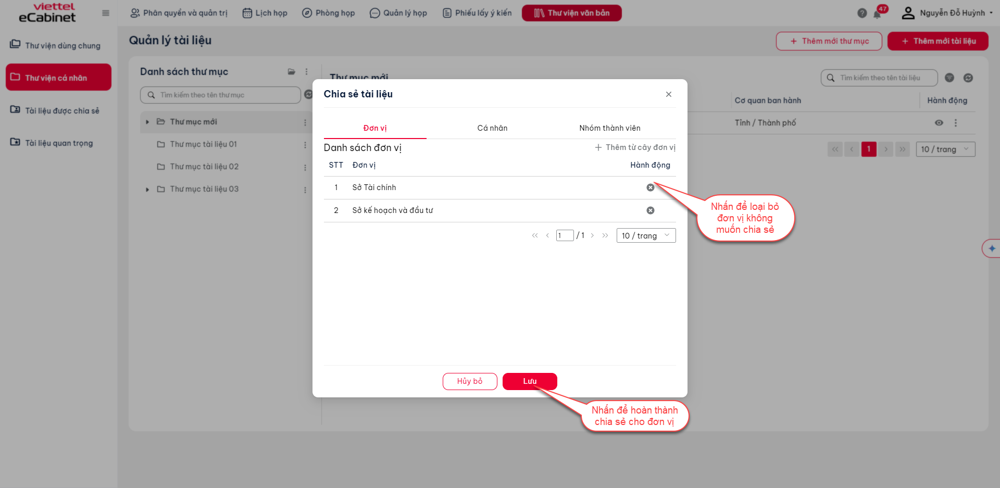 viettel
eCabinet
Phân quyền và quản trị
Lịch họp
Phòng họp
Quản lý họp
Phiếu lấy ý kiến
Thư viện văn bản
47
Nguyễn Đỗ Huỳnh
Thư viện dùng chung
Thư viện cá nhân
Tài liệu được chia sẻ
Tài liệu quan trọng
Quản lý tài liệu
+ Thêm mới thư mục
+ Thêm mới tài liệu
Danh sách thư mục
Tìm kiếm theo tên thư mục
Thư mục mới
Thư mục tài liệu 01
Thư mục tài liệu 02
Thư mục tài liệu 03
Thư mục mới
Tìm kiếm theo tên tài liệu
Cơ quan ban hành
Hành động
Tỉnh / Thành phố
1
10 / trang
Chia sẻ tài liệu
Đơn vị
Cá nhân
Nhóm thành viên
Danh sách đơn vị
+ Thêm từ cây đơn vị
STT
Đơn vị
Hành động
1
Sở Tài chính
2
Sở kế hoạch và đầu tư
1 / 1
10 / trang
Hủy bỏ
Lưu
Nhấn để loại bỏ
đơn vị không
muốn chia sẻ
Nhấn để hoàn thành
chia sẻ cho đơn vị